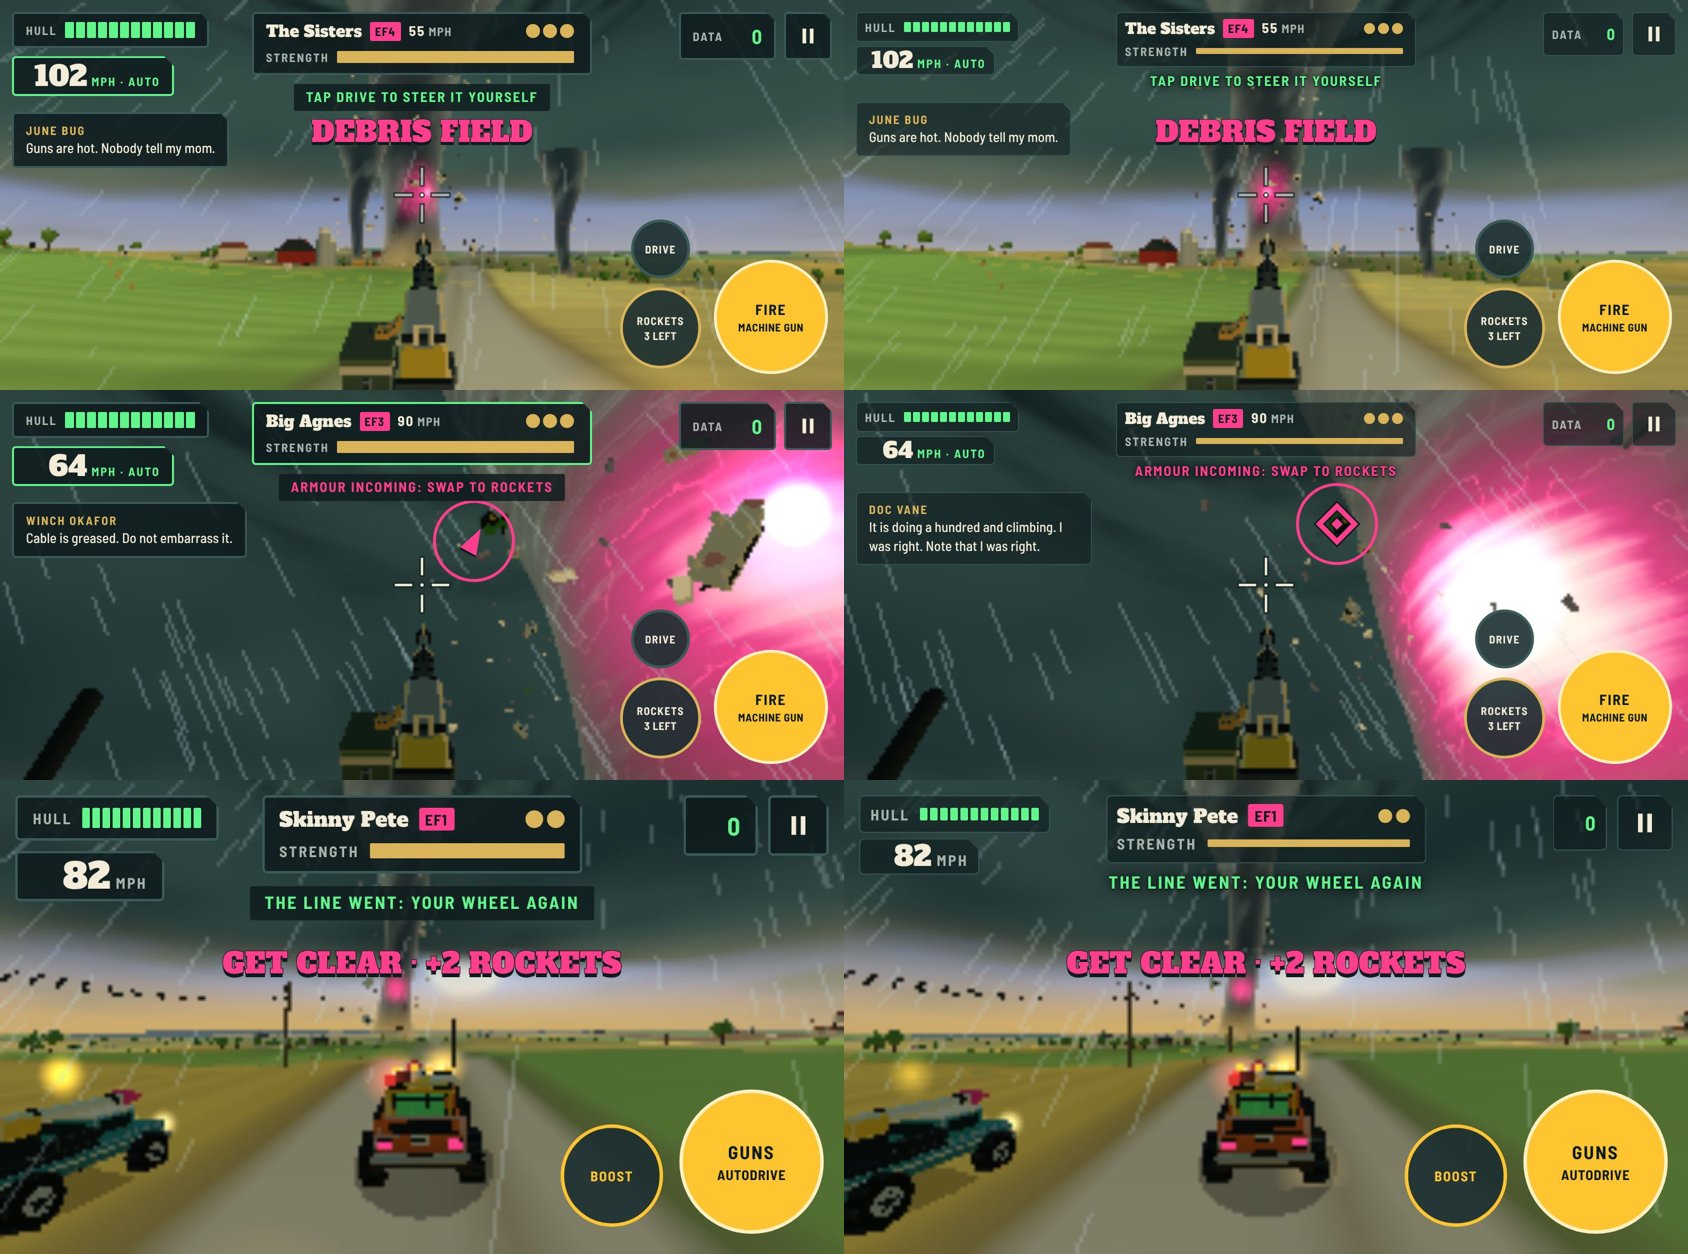 HULL
102 MPH · AUTO
The Sisters EF4 55 MPH
STRENGTH
DATA 0
TAP DRIVE TO STEER IT YOURSELF
JUNE BUG
Guns are hot. Nobody tell my mom.
DEBRIS FIELD
DRIVE
ROCKETS
3 LEFT
FIRE
MACHINE GUN
HULL
102 MPH · AUTO
The Sisters EF4 55 MPH
STRENGTH
DATA 0
TAP DRIVE TO STEER IT YOURSELF
JUNE BUG
Guns are hot. Nobody tell my mom.
DEBRIS FIELD
DRIVE
ROCKETS
3 LEFT
FIRE
MACHINE GUN
HULL
64 MPH · AUTO
Big Agnes EF3 90 MPH
STRENGTH
DATA 0
ARMOUR INCOMING: SWAP TO ROCKETS
WINCH OKAFOR
Cable is greased. Do not embarrass it.
DRIVE
ROCKETS
3 LEFT
FIRE
MACHINE GUN
HULL
64 MPH · AUTO
Big Agnes EF3 90 MPH
STRENGTH
DATA 0
ARMOUR INCOMING: SWAP TO ROCKETS
DOC VANE
It is doing a hundred and climbing. I
was right. Note that I was right.
DRIVE
ROCKETS
3 LEFT
FIRE
MACHINE GUN
HULL
82 MPH
Skinny Pete EF1
STRENGTH
0
THE LINE WENT: YOUR WHEEL AGAIN
GET CLEAR · +2 ROCKETS
BOOST
GUNS
AUTODRIVE
HULL
82 MPH
Skinny Pete EF1
STRENGTH
0
THE LINE WENT: YOUR WHEEL AGAIN
GET CLEAR · +2 ROCKETS
BOOST
GUNS
AUTODRIVE